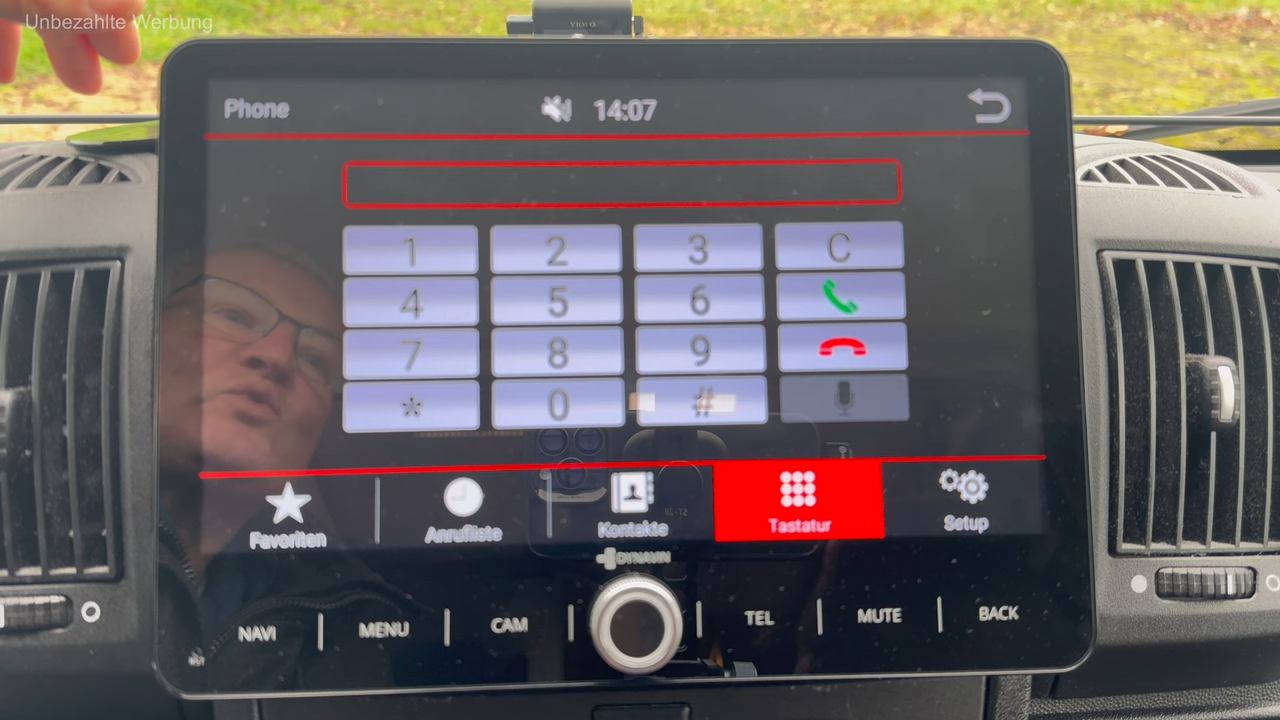 Unbezahlte Werbung
Phone 14:07
1 2 3 C
4 5 6
7 8 9
* 0 #
Favoriten Anrufliste Kontakte Tastatur Setup
DYNAVIN
NAVI MENU CAM TEL MUTE BACK